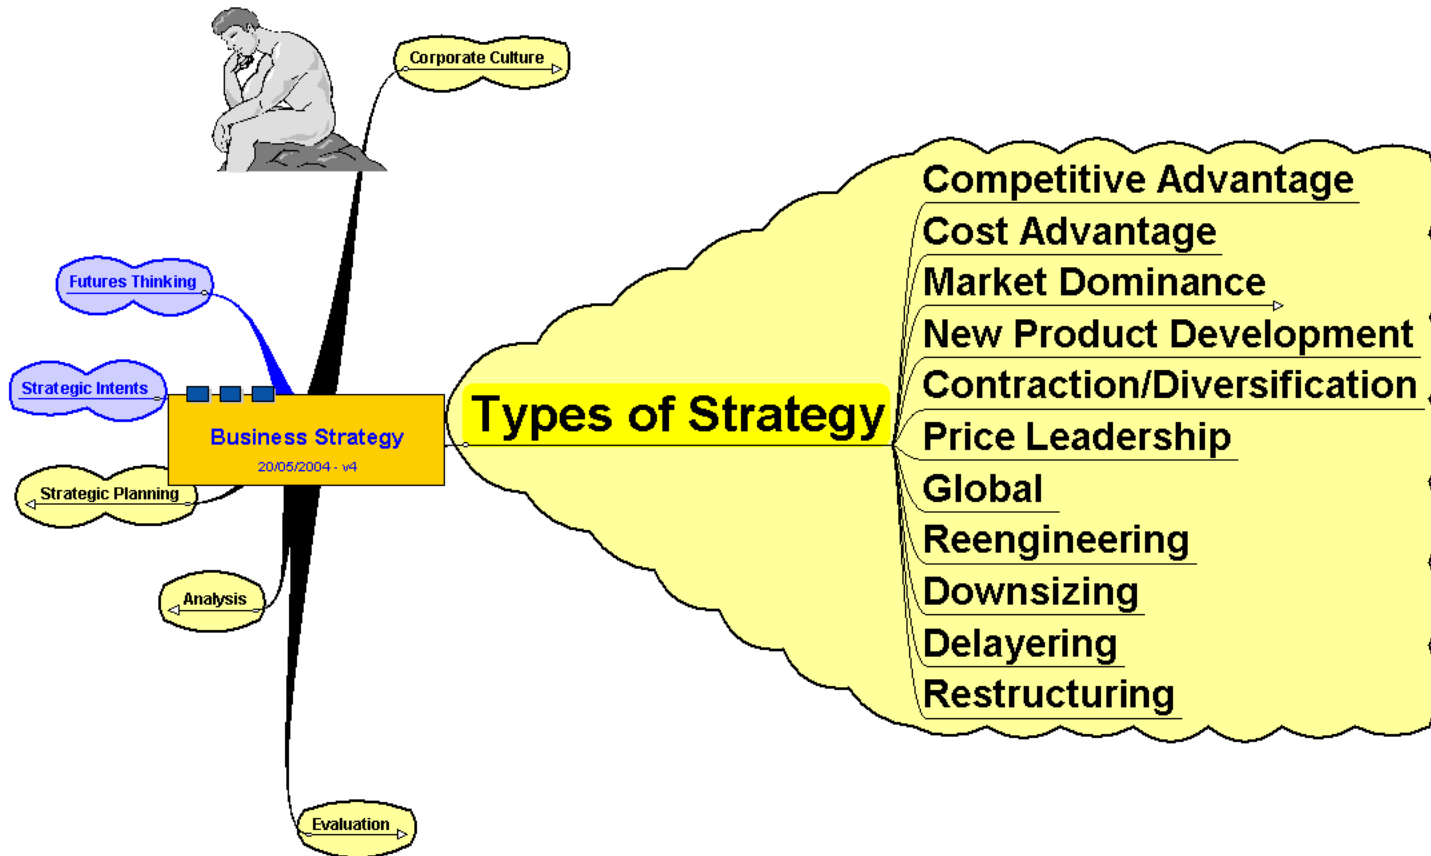 Corporate Culture
Futures Thinking
Strategic Intents
Business Strategy
20/05/2004 - v4
Strategic Planning
Analysis
Evaluation
Types of Strategy
Competitive Advantage
Cost Advantage
Market Dominance
New Product Development
Contraction/Diversification
Price Leadership
Global
Reengineering
Downsizing
Delayering
Restructuring